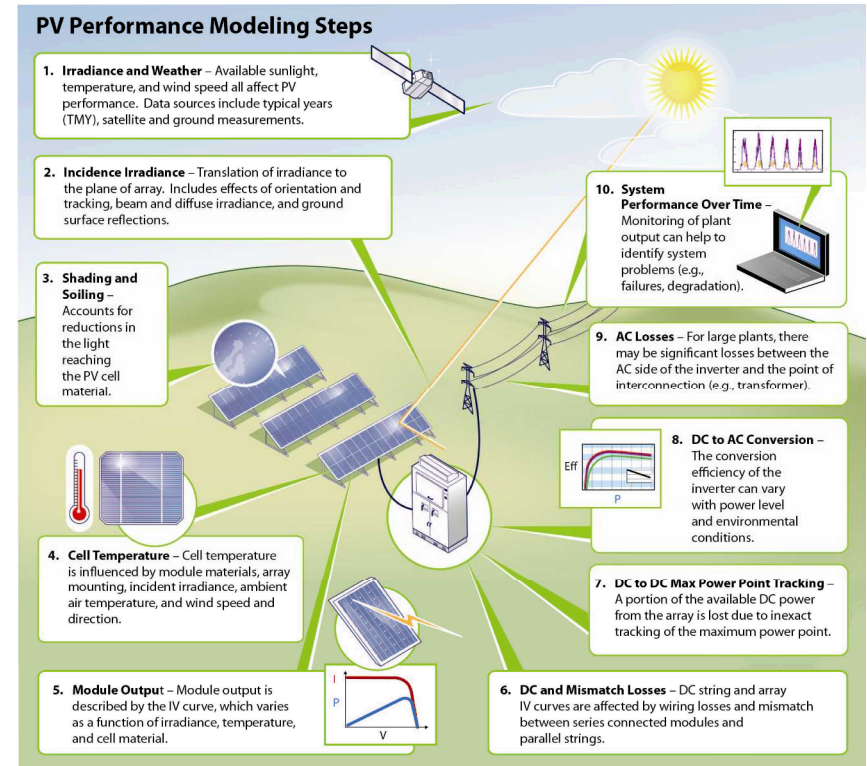 PV Performance Modeling Steps
1. Irradiance and Weather – Available sunlight,
temperature, and wind speed all affect PV
performance. Data sources include typical years
(TMY), satellite and ground measurements.
2. Incidence Irradiance – Translation of irradiance to
the plane of array. Includes effects of orientation and
tracking, beam and diffuse irradiance, and ground
surface reflections.
3. Shading and
Soiling –
Accounts for
reductions in
the light
reaching
the PV cell
material.
4. Cell Temperature – Cell temperature
is influenced by module materials, array
mounting, incident irradiance, ambient
air temperature, and wind speed and
direction.
5. Module Output – Module output is
described by the IV curve, which varies
as a function of irradiance, temperature,
and cell material.
I
P
V
6. DC and Mismatch Losses – DC string and array
IV curves are affected by wiring losses and mismatch
between series connected modules and
parallel strings.
7. DC to DC Max Power Point Tracking –
A portion of the available DC power
from the array is lost due to inexact
tracking of the maximum power point.
8. DC to AC Conversion –
The conversion
efficiency of the
inverter can vary
with power level
and environmental
conditions.
Eff
P
9. AC Losses – For large plants, there
may be significant losses between the
AC side of the inverter and the point of
interconnection (e.g., transformer).
10. System
Performance Over Time –
Monitoring of plant
output can help to
identify system
problems (e.g.,
failures, degradation).